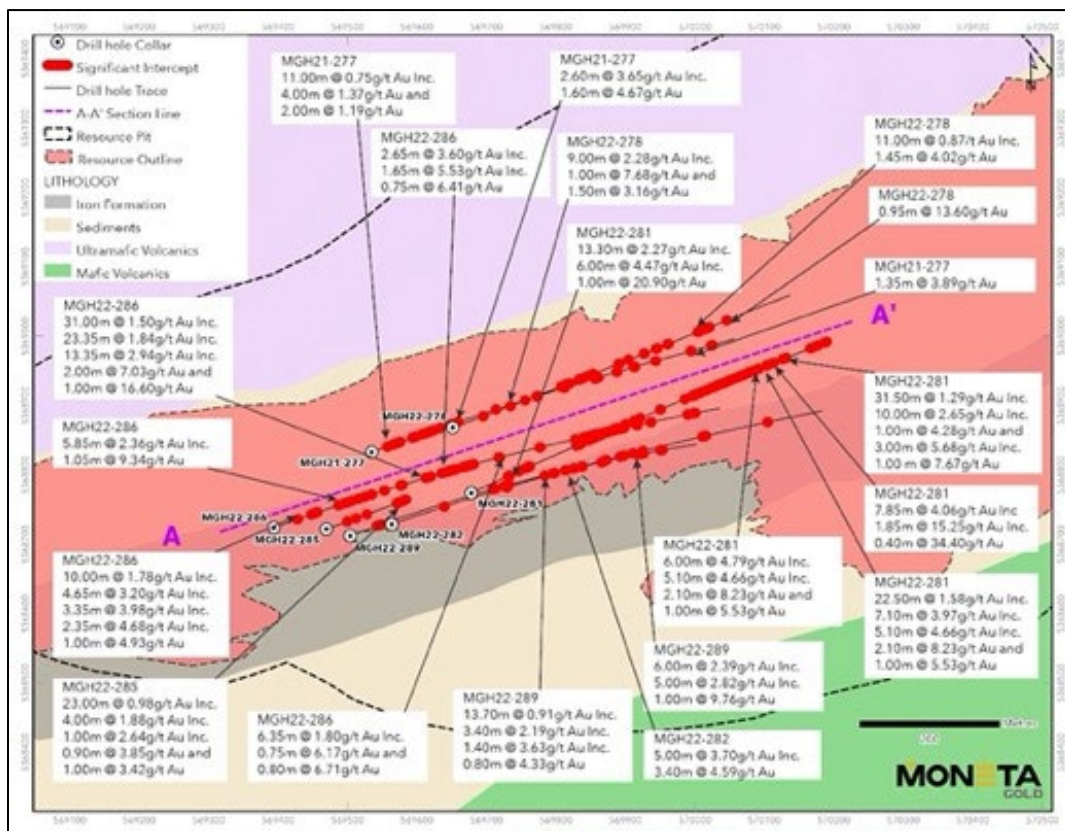 569100 569200 569300 569400 569500 569600 569700 569800 569900 570000 570100 570200 570300 570400 570500
Drill hole Collar
Significant Intercept
Drill hole Trace
A-A' Section Line
Resource Pit
Resource Outline
LITHOLOGY
Iron Formation
Sediments
Ultramafic Volcanics
Mafic Volcanics
MGH21-277
11.00m @ 0.75g/t Au Inc.
4.00m @ 1.37g/t Au and
2.00m @ 1.19g/t Au
MGH21-277
2.60m @ 3.65g/t Au Inc.
1.60m @ 4.67g/t Au
MGH22-286
2.65m @ 3.60g/t Au Inc.
1.65m @ 5.53g/t Au Inc.
0.75m @ 6.41g/t Au
MGH22-278
9.00m @ 2.28g/t Au Inc.
1.00m @ 7.68g/t Au and
1.50m @ 3.16g/t Au
MGH22-278
11.00m @ 0.87/t Au Inc.
1.45m @ 4.02g/t Au
MGH22-278
0.95m @ 13.60g/t Au
MGH22-281
13.30m @ 2.27g/t Au Inc.
6.00m @ 4.47g/t Au Inc.
1.00m @ 20.90g/t Au
MGH21-277
1.35m @ 3.89g/t Au
MGH22-286
31.00m @ 1.50g/t Au Inc.
23.35m @ 1.84g/t Au Inc.
13.35m @ 2.94g/t Au Inc.
2.00m @ 7.03g/t Au and
1.00m @ 16.60g/t Au
A'
MGH22-286
5.85m @ 2.36g/t Au Inc.
1.05m @ 9.34g/t Au
MGH22-278
MGH21-277
MGH22-281
31.50m @ 1.29g/t Au Inc.
10.00m @ 2.65g/t Au Inc.
1.00m @ 4.28g/t Au and
3.00m @ 5.68g/t Au Inc.
1.00 m @ 7.67g/t Au
A
MGH22-286
MGH22-285
MGH22-289
MGH22-282
MGH22-281
MGH22-281
7.85m @ 4.06g/t Au Inc
1.85m @ 15.25g/t Au Inc.
0.40m @ 34.40g/t Au
MGH22-286
10.00m @ 1.78g/t Au Inc.
4.65m @ 3.20g/t Au Inc.
3.35m @ 3.98g/t Au Inc.
2.35m @ 4.68g/t Au Inc.
1.00m @ 4.93g/t Au
MGH22-281
6.00m @ 4.79g/t Au Inc.
5.10m @ 4.66g/t Au Inc.
2.10m @ 8.23g/t Au and
1.00m @ 5.53g/t Au
MGH22-281
22.50m @ 1.58g/t Au Inc.
7.10m @ 3.97g/t Au Inc.
5.10m @ 4.66g/t Au Inc.
2.10m @ 8.23g/t Au and
1.00m @ 5.53g/t Au
MGH22-285
23.00m @ 0.98g/t Au Inc.
4.00m @ 1.88g/t Au Inc.
1.00m @ 2.64g/t Au Inc.
0.90m @ 3.85g/t Au and
1.00m @ 3.42g/t Au
MGH22-286
6.35m @ 1.80g/t Au Inc.
0.75m @ 6.17g/t Au and
0.80m @ 6.71g/t Au
MGH22-289
13.70m @ 0.91g/t Au Inc.
3.40m @ 2.19g/t Au Inc.
1.40m @ 3.63g/t Au Inc.
0.80m @ 4.33g/t Au
MGH22-289
6.00m @ 2.39g/t Au Inc.
5.00m @ 2.82g/t Au Inc.
1.00m @ 9.76g/t Au
MGH22-282
5.00m @ 3.70g/t Au Inc.
3.40m @ 4.59g/t Au
Metres
200
MONETA
GOLD